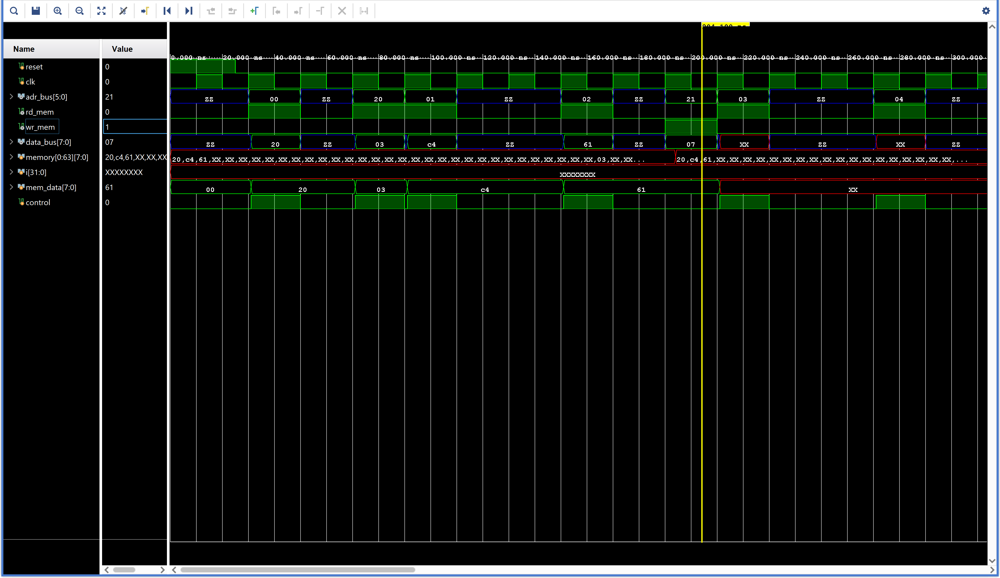 204.100 ns
Name Value
0.000 ns 20.000 ns 40.000 ns 60.000 ns 80.000 ns 100.000 ns 120.000 ns 140.000 ns 160.000 ns 180.000 ns 200.000 ns 220.000 ns 240.000 ns 260.000 ns 280.000 ns 300.000
reset 0
clk 0
adr_bus[5:0] 21 ZZ 00 ZZ 20 01 ZZ 02 ZZ 21 03 ZZ 04 ZZ
rd_mem 0
wr_mem 1
data_bus[7:0] 07 ZZ 20 ZZ 03 c4 ZZ 61 ZZ 07 XX ZZ XX ZZ
memory[0:63][7:0] 20,c4,61,XX,XX,XX 20,c4,61,XX,XX,XX,XX,XX,XX,XX,XX,XX,XX,XX,XX,XX,XX,XX,XX,XX,XX,XX,XX,XX,XX,XX,XX,XX,XX,XX,XX,XX,03,XX,XX... 20,c4,61,XX,XX,XX,XX,XX,XX,XX,XX,XX,XX,XX,XX,XX,XX,XX,XX,XX,XX,...
i[31:0] XXXXXXXX XXXXXXXX
mem_data[7:0] 61 00 20 03 c4 61 XX
control 0